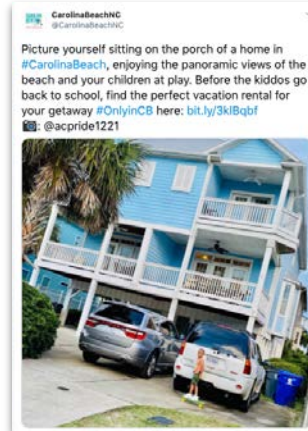 CarolinaBeachNC
@CarolinaBeachNC
Picture yourself sitting on the porch of a home in
#CarolinaBeach, enjoying the panoramic views of the
beach and your children at play. Before the kiddos go
back to school, find the perfect vacation rental for
your getaway #OnlyinCB here: bit.ly/3klBqbf
📷: @acpride1221